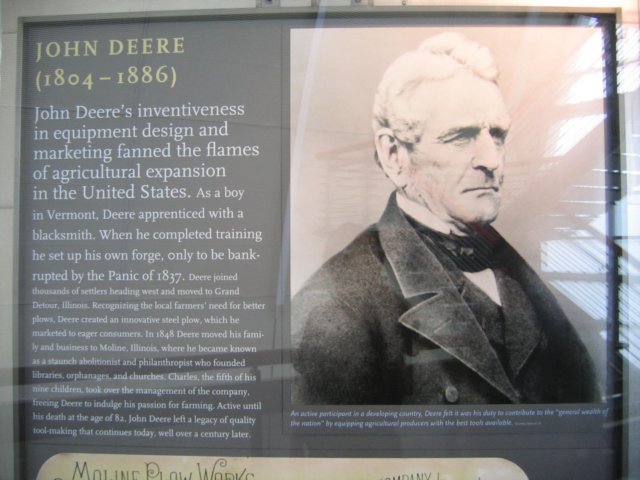 JOHN DEERE
(1804–1886)
John Deere's inventiveness
in equipment design and
marketing fanned the flames
of agricultural expansion
in the United States. As a boy
in Vermont, Deere apprenticed with a
blacksmith. When he completed training
he set up his own forge, only to be bank-
rupted by the Panic of 1837. Deere joined
thousands of settlers heading west and moved to Grand
Detour, Illinois. Recognizing the local farmers' need for better
plows, Deere created an innovative steel plow, which he
marketed to eager consumers. In 1848 Deere moved his fami-
ly and business to Moline, Illinois, where he became known
as a staunch abolitionist and philanthropist who founded
libraries, orphanages, and churches. Charles, the fifth of his
nine children, took over the management of the company,
freeing Deere to indulge his passion for farming. Active until
his death at the age of 82, John Deere left a legacy of quality
tool-making that continues today, well over a century later.
An active participant in a developing country, Deere felt it was his duty to contribute to the "general wealth of
the nation" by equipping agricultural producers with the best tools available.
MOLINE PLOW WORKS
COMPANY